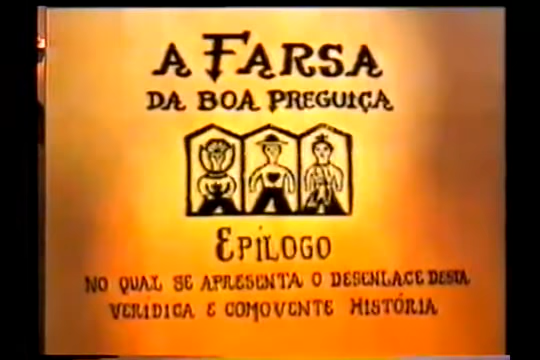 A FARSA
DA BOA PREGUIÇA
EPÍLOGO
NO QUAL SE APRESENTA O DESENLACE DESTA
VERÍDICA E COMOVENTE HISTÓRIA